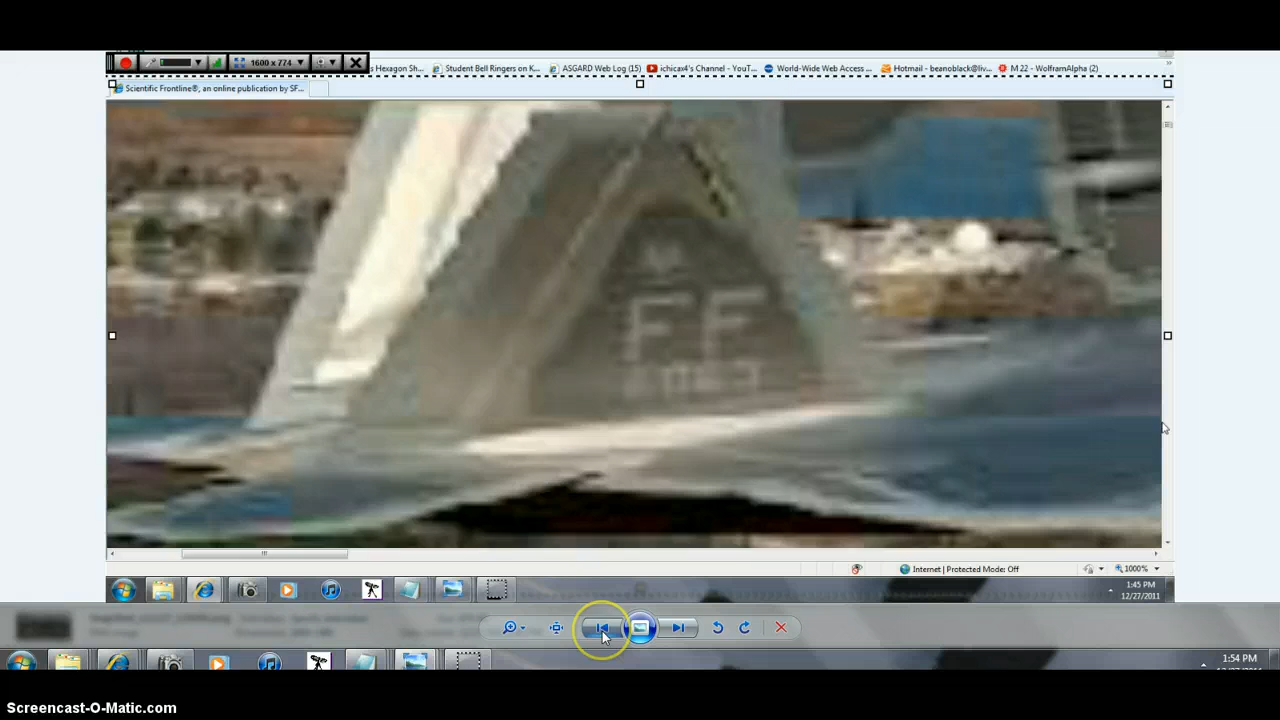 1600 x 774
s Hexagon Sh...
Student Bell Ringers on K...
ASGARD Web Log (15)
ichicax4's Channel - YouT...
World-Wide Web Access ...
Hotmail - beanoblack@liv...
M 22 - WolframAlpha (2)
Scientific Frontline®, an online publication by SF...
FF
Internet | Protected Mode: Off
1000%
1:45 PM
12/27/2011
1:54 PM
Screencast-O-Matic.com